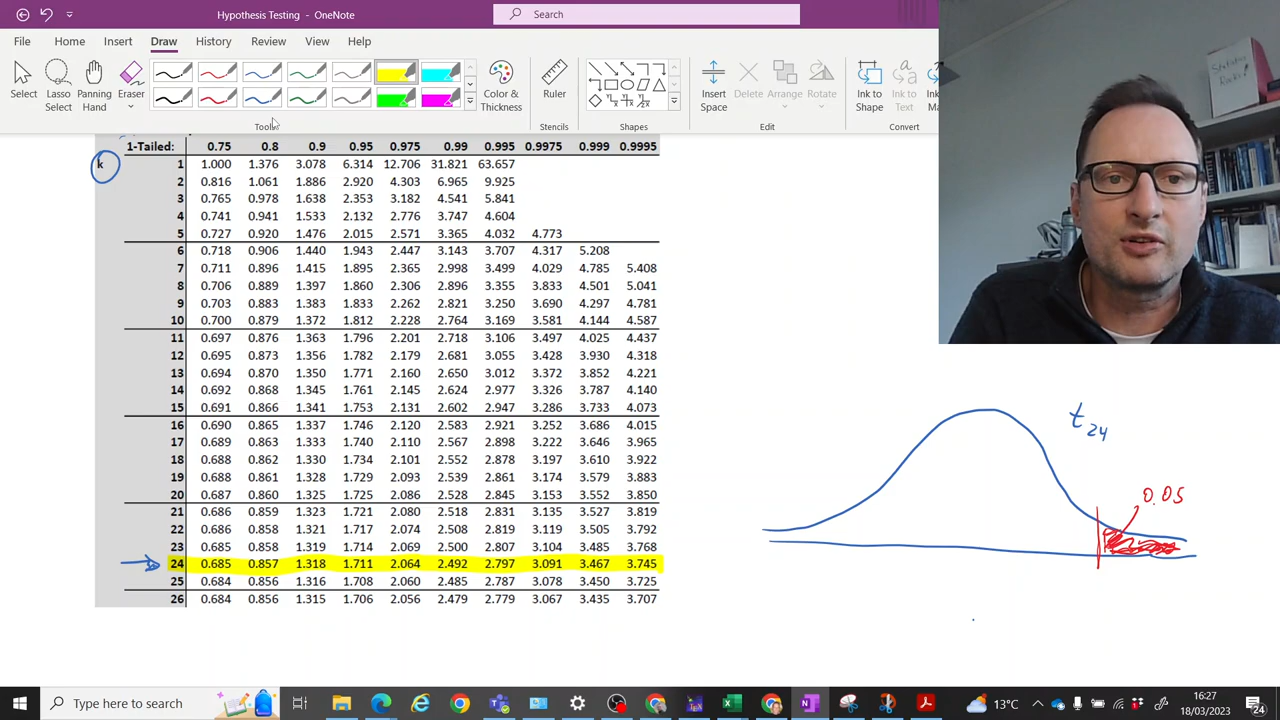 Hypothesis Testing - OneNote
Search
File Home Insert Draw History Review View Help
Select
Lasso Select
Panning Hand
Eraser
Color & Thickness
Ruler
Insert Space
Delete
Arrange
Rotate
Ink to Shape
Ink to Text
Tools
Stencils
Shapes
Edit
Convert
1-Tailed: 0.75 0.8 0.9 0.95 0.975 0.99 0.995 0.9975 0.999 0.9995
k 1 1.000 1.376 3.078 6.314 12.706 31.821 63.657
2 0.816 1.061 1.886 2.920 4.303 6.965 9.925
3 0.765 0.978 1.638 2.353 3.182 4.541 5.841
4 0.741 0.941 1.533 2.132 2.776 3.747 4.604
5 0.727 0.920 1.476 2.015 2.571 3.365 4.032 4.773
6 0.718 0.906 1.440 1.943 2.447 3.143 3.707 4.317 5.208
7 0.711 0.896 1.415 1.895 2.365 2.998 3.499 4.029 4.785 5.408
8 0.706 0.889 1.397 1.860 2.306 2.896 3.355 3.833 4.501 5.041
9 0.703 0.883 1.383 1.833 2.262 2.821 3.250 3.690 4.297 4.781
10 0.700 0.879 1.372 1.812 2.228 2.764 3.169 3.581 4.144 4.587
11 0.697 0.876 1.363 1.796 2.201 2.718 3.106 3.497 4.025 4.437
12 0.695 0.873 1.356 1.782 2.179 2.681 3.055 3.428 3.930 4.318
13 0.694 0.870 1.350 1.771 2.160 2.650 3.012 3.372 3.852 4.221
14 0.692 0.868 1.345 1.761 2.145 2.624 2.977 3.326 3.787 4.140
15 0.691 0.866 1.341 1.753 2.131 2.602 2.947 3.286 3.733 4.073
16 0.690 0.865 1.337 1.746 2.120 2.583 2.921 3.252 3.686 4.015
17 0.689 0.863 1.333 1.740 2.110 2.567 2.898 3.222 3.646 3.965
18 0.688 0.862 1.330 1.734 2.101 2.552 2.878 3.197 3.610 3.922
19 0.688 0.861 1.328 1.729 2.093 2.539 2.861 3.174 3.579 3.883
20 0.687 0.860 1.325 1.725 2.086 2.528 2.845 3.153 3.552 3.850
21 0.686 0.859 1.323 1.721 2.080 2.518 2.831 3.135 3.527 3.819
22 0.686 0.858 1.321 1.717 2.074 2.508 2.819 3.119 3.505 3.792
23 0.685 0.858 1.319 1.714 2.069 2.500 2.807 3.104 3.485 3.768
24 0.685 0.857 1.318 1.711 2.064 2.492 2.797 3.091 3.467 3.745
25 0.684 0.856 1.316 1.708 2.060 2.485 2.787 3.078 3.450 3.725
26 0.684 0.856 1.315 1.706 2.056 2.479 2.779 3.067 3.435 3.707
t24
0.05
Type here to search
13°C
16:27
18/03/2023
24